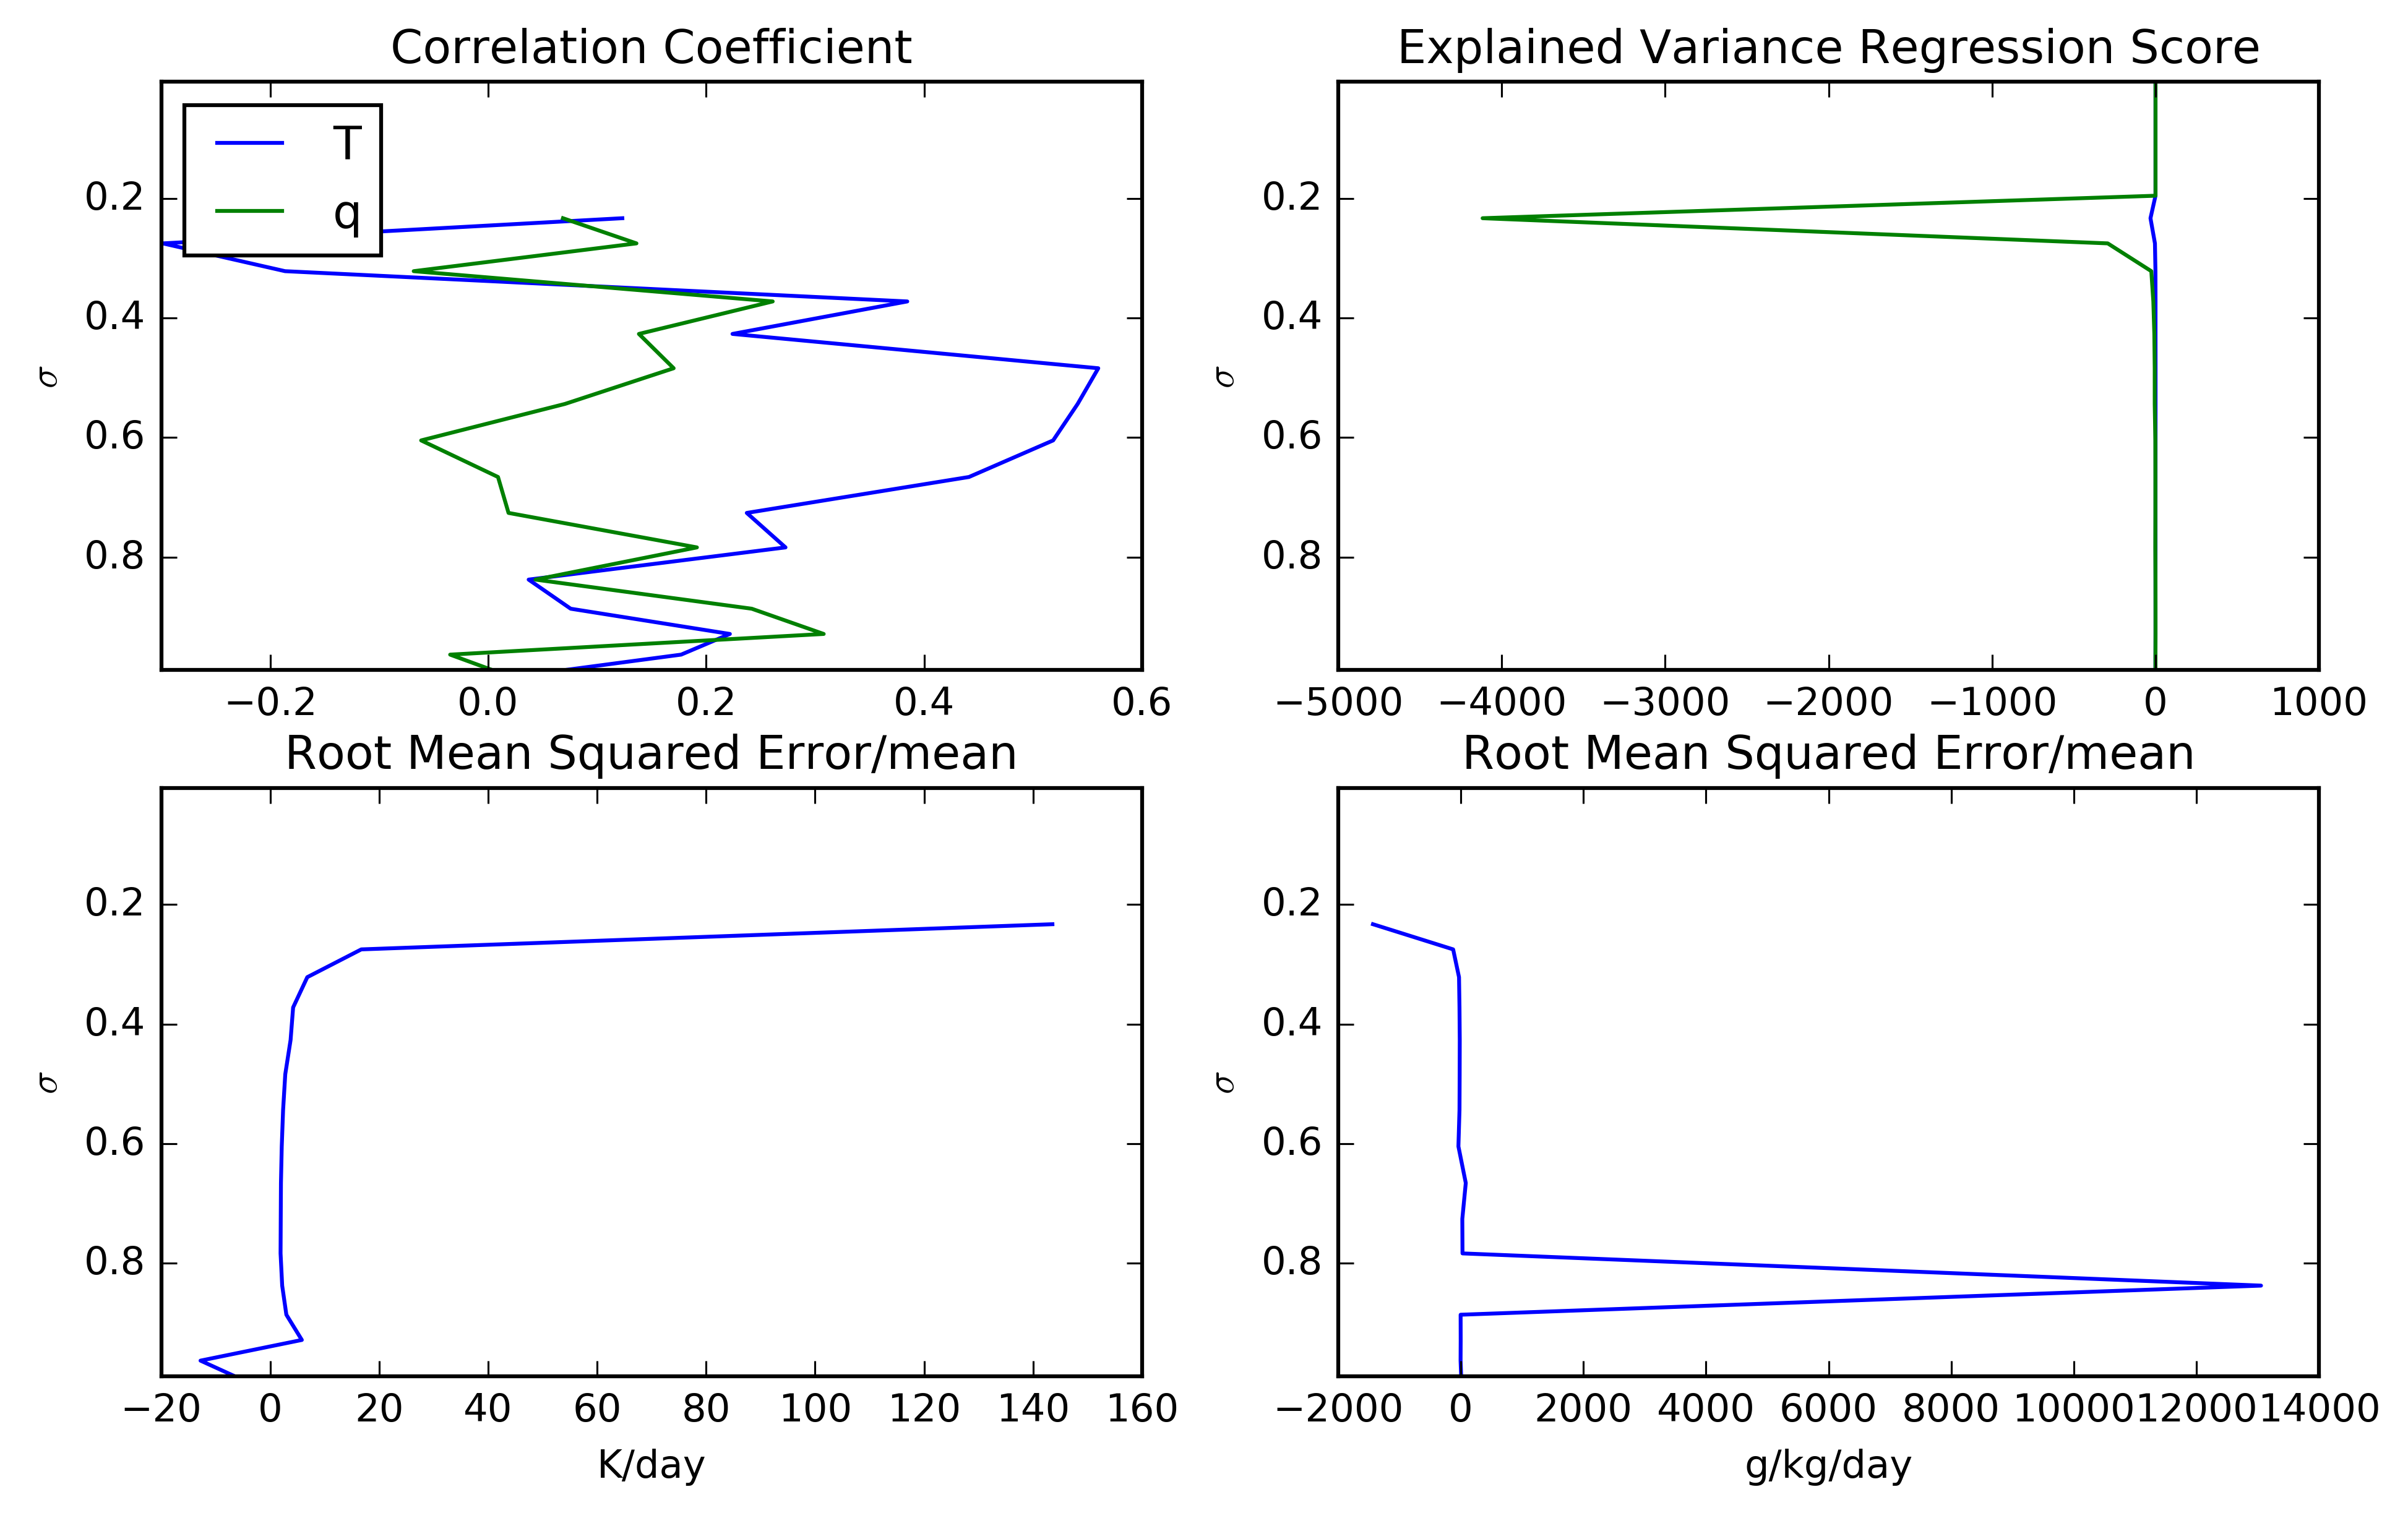 Correlation Coefficient
T
q
0.2
0.4
0.6
0.8
σ
−0.2 0.0 0.2 0.4 0.6
Explained Variance Regression Score
0.2
0.4
0.6
0.8
σ
−5000 −4000 −3000 −2000 −1000 0 1000
Root Mean Squared Error/mean
0.2
0.4
0.6
0.8
σ
−20 0 20 40 60 80 100 120 140 160
K/day
Root Mean Squared Error/mean
0.2
0.4
0.6
0.8
σ
−2000 0 2000 4000 6000 8000 10000 12000 14000
g/kg/day